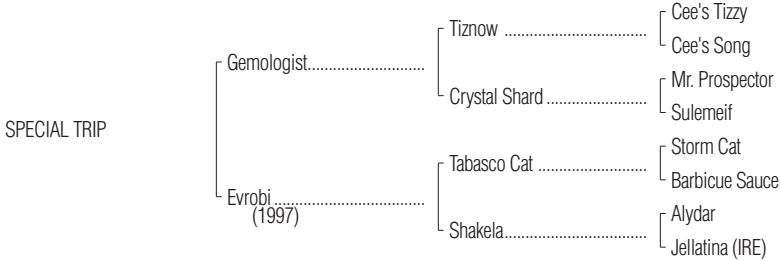 Cee's Tizzy
Tiznow ................................
Cee's Song
Gemologist..........................
Mr. Prospector
Crystal Shard ......................
Sulemeif
SPECIAL TRIP
Storm Cat
Tabasco Cat ........................
Barbicue Sauce
Evrobi ..................................
(1997)
Alydar
Shakela................................
Jellatina (IRE)